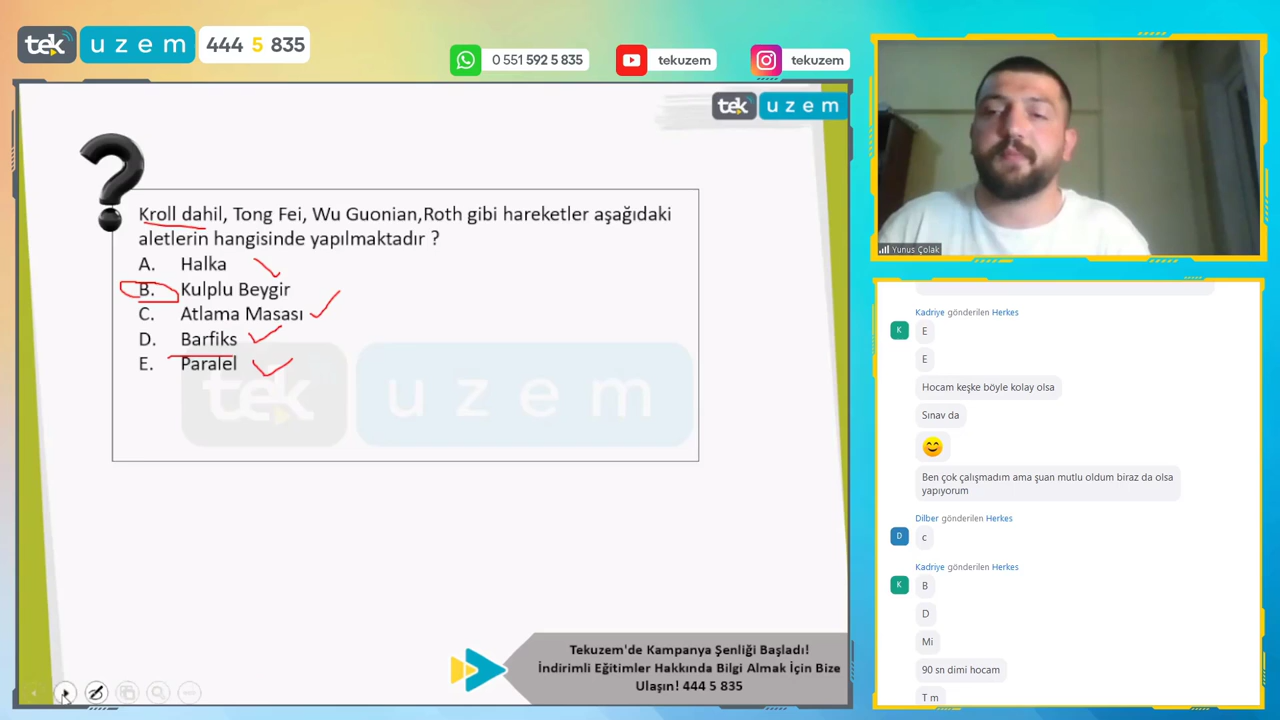 tek uzem 444 5 835
0 551 592 5 835
tekuzem
tekuzem
tek uzem
?
Kroll dahil, Tong Fei, Wu Guonian,Roth gibi hareketler aşağıdaki
aletlerin hangisinde yapılmaktadır ?
A. Halka
B. Kulplu Beygir
C. Atlama Masası
D. Barfiks
E. Paralel
tek uzem
Tekuzem'de Kampanya Şenliği Başladı!
İndirimli Eğitimler Hakkında Bilgi Almak İçin Bize
Ulaşın! 444 5 835
Yunus Çolak
Kadriye gönderilen Herkes
K
E
E
Hocam keşke böyle kolay olsa
Sınav da
Ben çok çalışmadım ama şuan mutlu oldum biraz da olsa
yapıyorum
Dilber gönderilen Herkes
D
c
Kadriye gönderilen Herkes
K
B
D
Mi
90 sn dimi hocam
T m